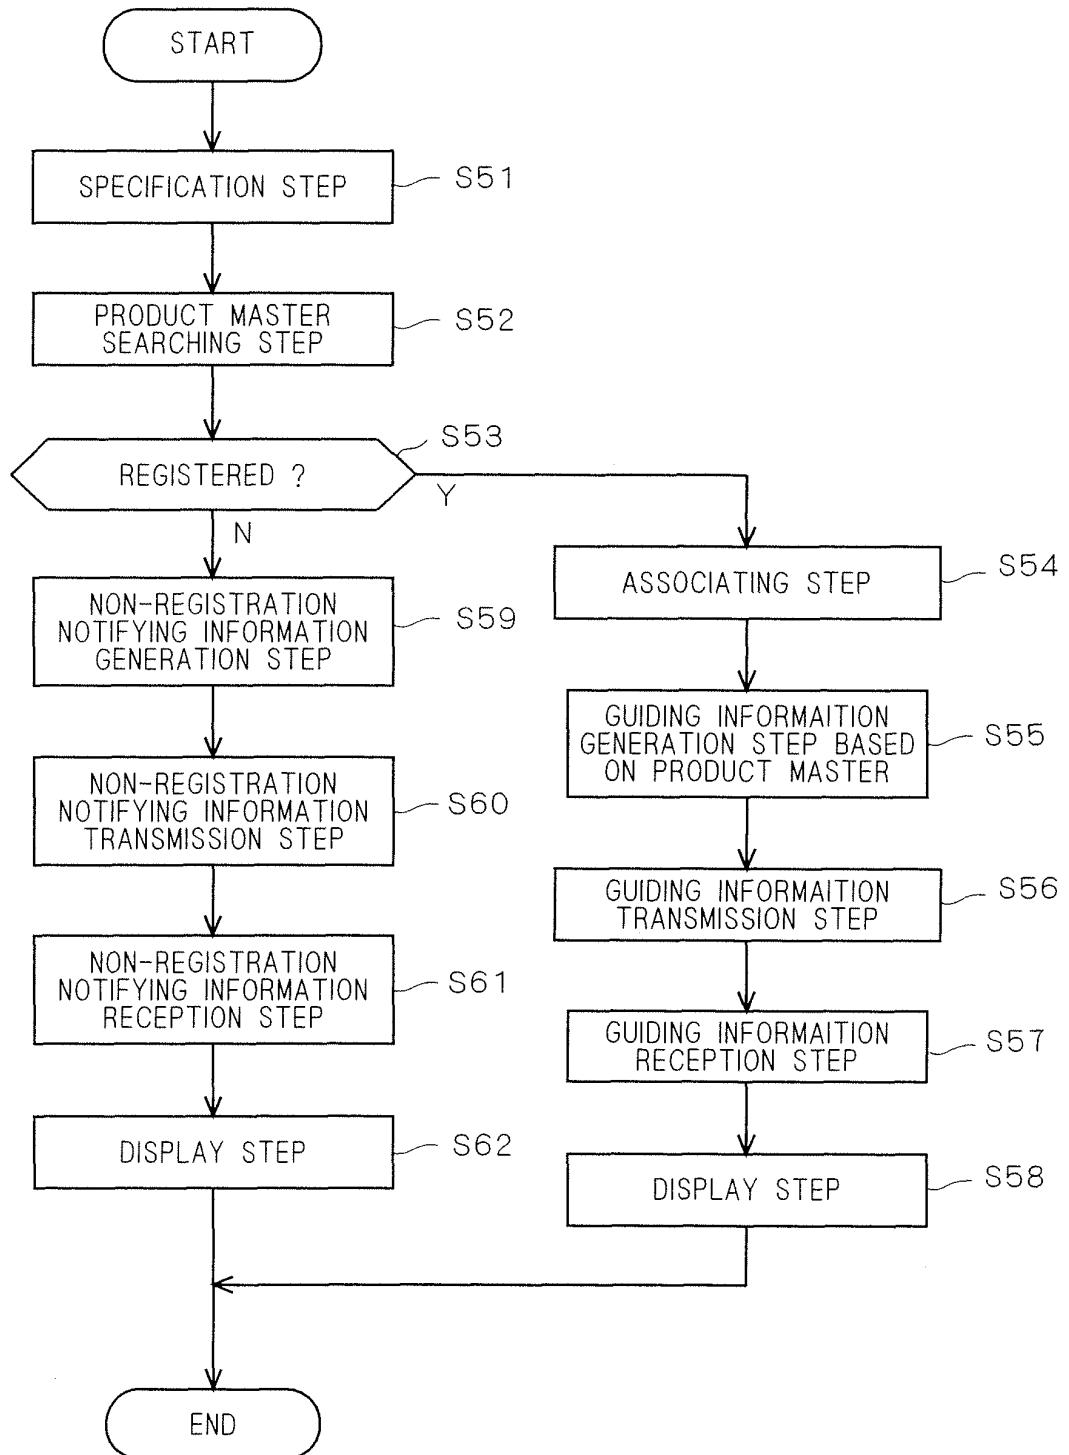 START
SPECIFICATION STEP
S51
PRODUCT MASTER
SEARCHING STEP
S52
REGISTERED ?
S53
Y
N
NON-REGISTRATION
NOTIFYING INFORMATION
GENERATION STEP
S59
NON-REGISTRATION
NOTIFYING INFORMATION
TRANSMISSION STEP
S60
NON-REGISTRATION
NOTIFYING INFORMATION
RECEPTION STEP
S61
DISPLAY STEP
S62
ASSOCIATING STEP
S54
GUIDING INFORMAITION
GENERATION STEP BASED
ON PRODUCT MASTER
S55
GUIDING INFORMAITION
TRANSMISSION STEP
S56
GUIDING INFORMAITION
RECEPTION STEP
S57
DISPLAY STEP
S58
END